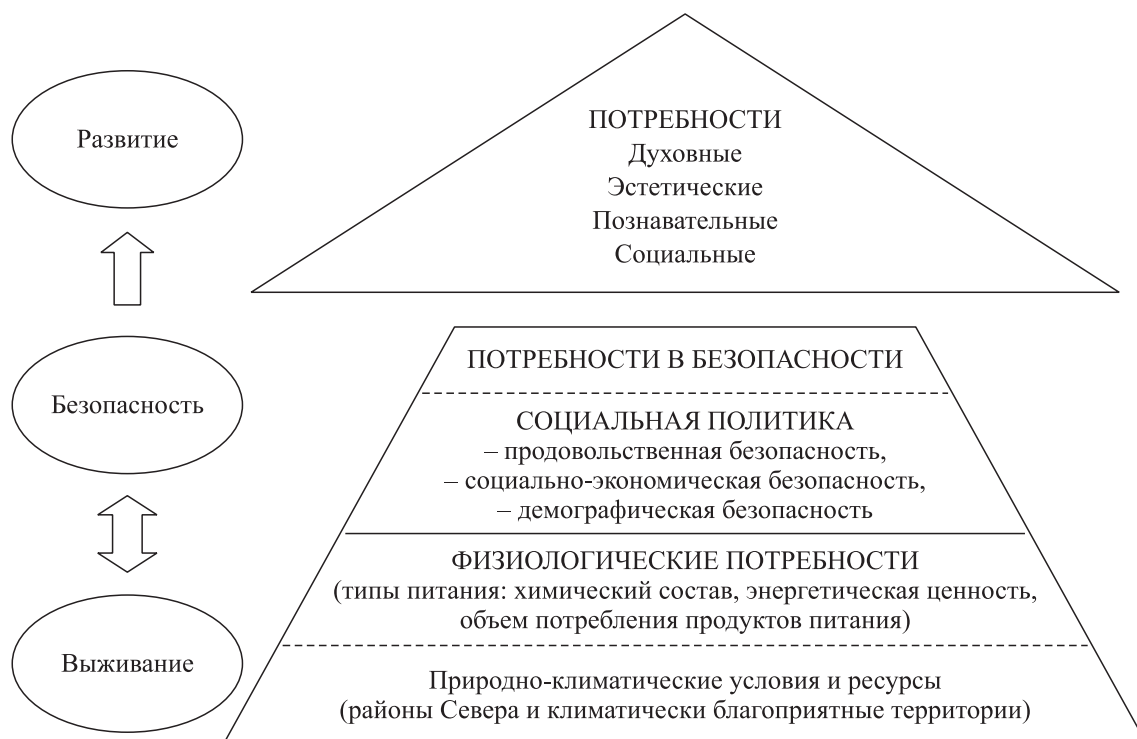 Развитие
Безопасность
Выживание
ПОТРЕБНОСТИ
Духовные
Эстетические
Познавательные
Социальные
ПОТРЕБНОСТИ В БЕЗОПАСНОСТИ
СОЦИАЛЬНАЯ ПОЛИТИКА
– продовольственная безопасность,
– социально-экономическая безопасность,
– демографическая безопасность
ФИЗИОЛОГИЧЕСКИЕ ПОТРЕБНОСТИ
(типы питания: химический состав, энергетическая ценность,
объем потребления продуктов питания)
Природно-климатические условия и ресурсы
(районы Севера и климатически благоприятные территории)